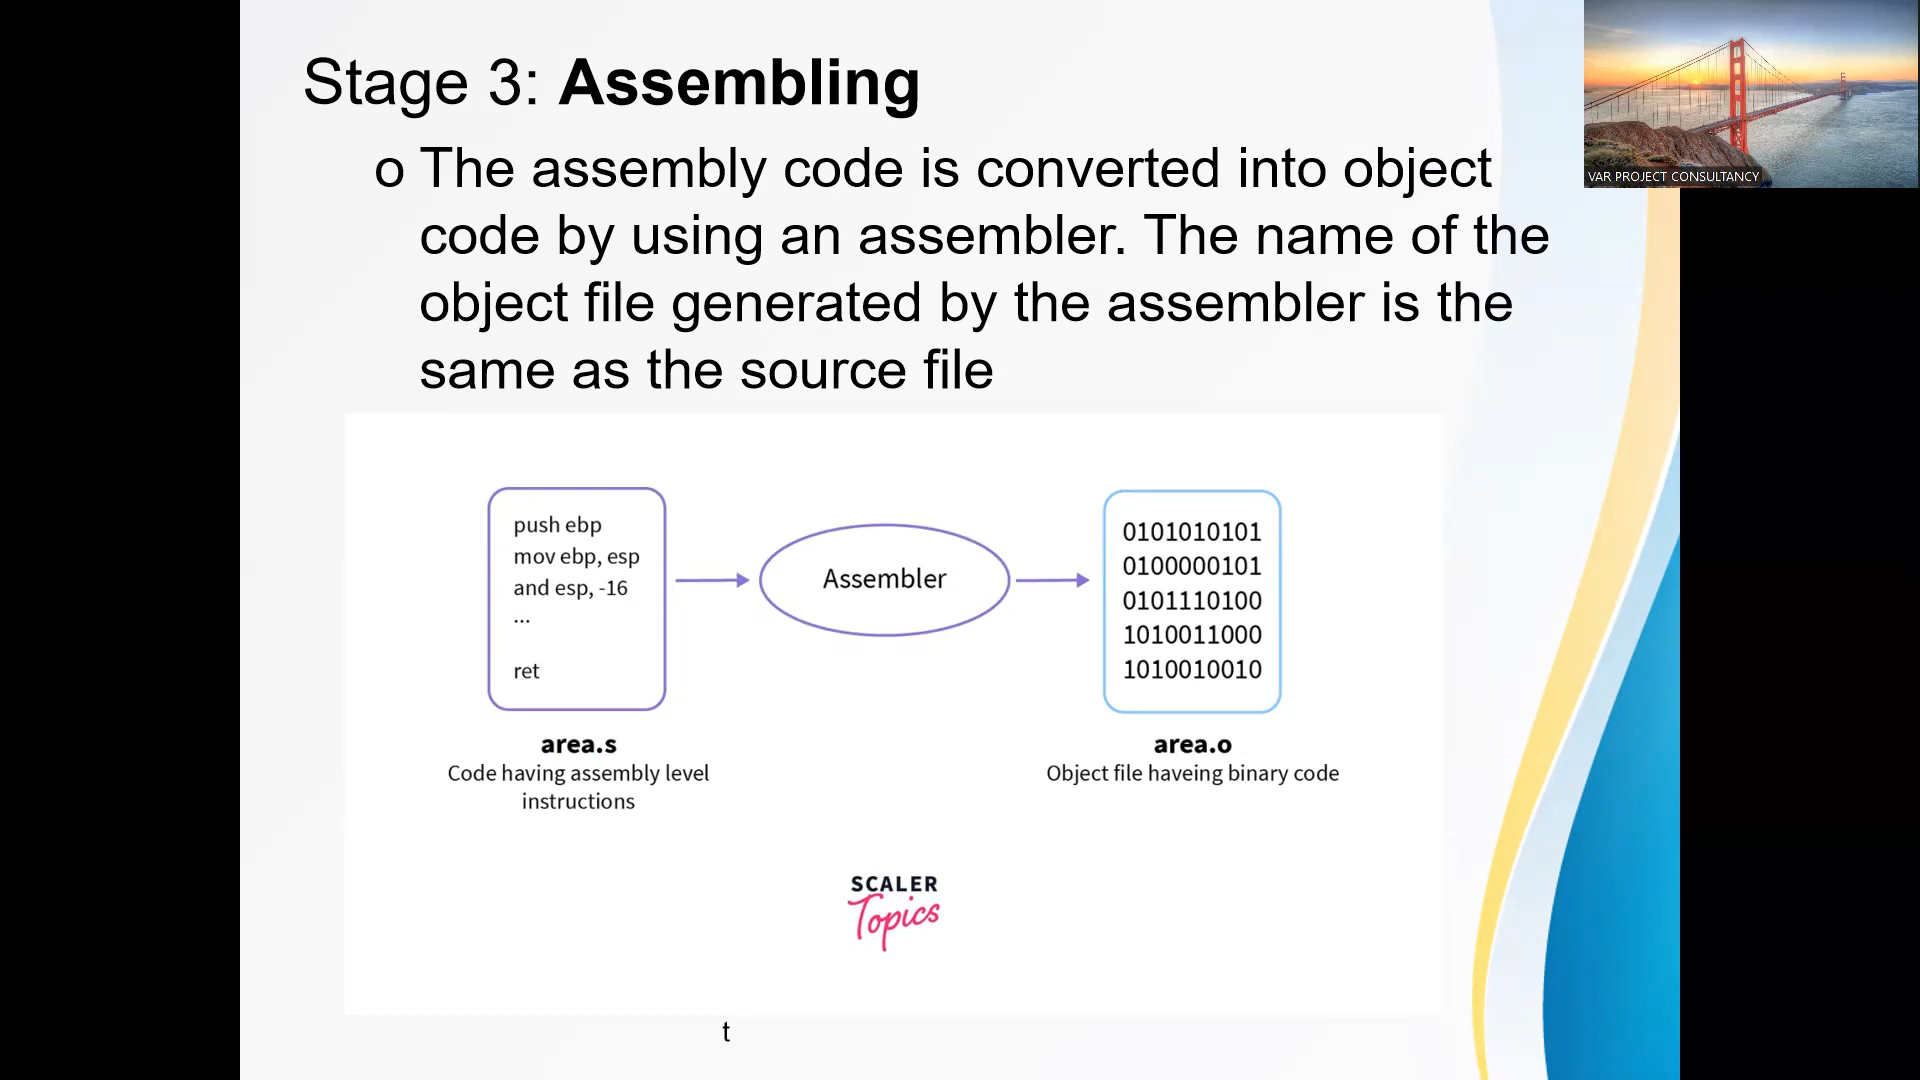 Stage 3: Assembling
o The assembly code is converted into object
code by using an assembler. The name of the
object file generated by the assembler is the
same as the source file
push ebp
mov ebp, esp
and esp, -16
...
ret
area.s
Code having assembly level
instructions
Assembler
0101010101
0100000101
0101110100
1010011000
1010010010
area.o
Object file haveing binary code
SCALER
Topics
t
VAR PROJECT CONSULTANCY